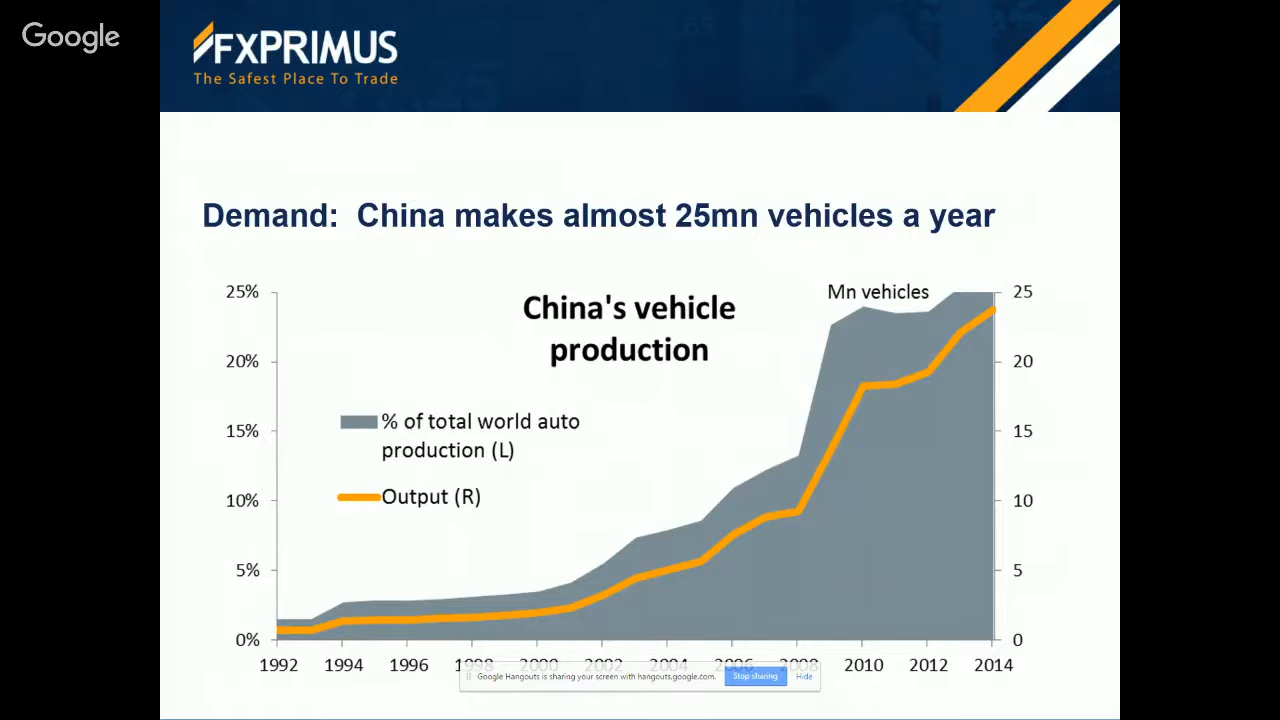 Google
FXPRIMUS
The Safest Place To Trade
Demand: China makes almost 25mn vehicles a year
China's vehicle
production
Mn vehicles
25%
20%
15%
10%
5%
0%
% of total world auto
production (L)
Output (R)
25
20
15
10
5
0
1992 1994 1996 1998 2000 2002 2004 2006 2008 2010 2012 2014
Google Hangouts is sharing your screen with hangouts.google.com. Stop sharing Hide